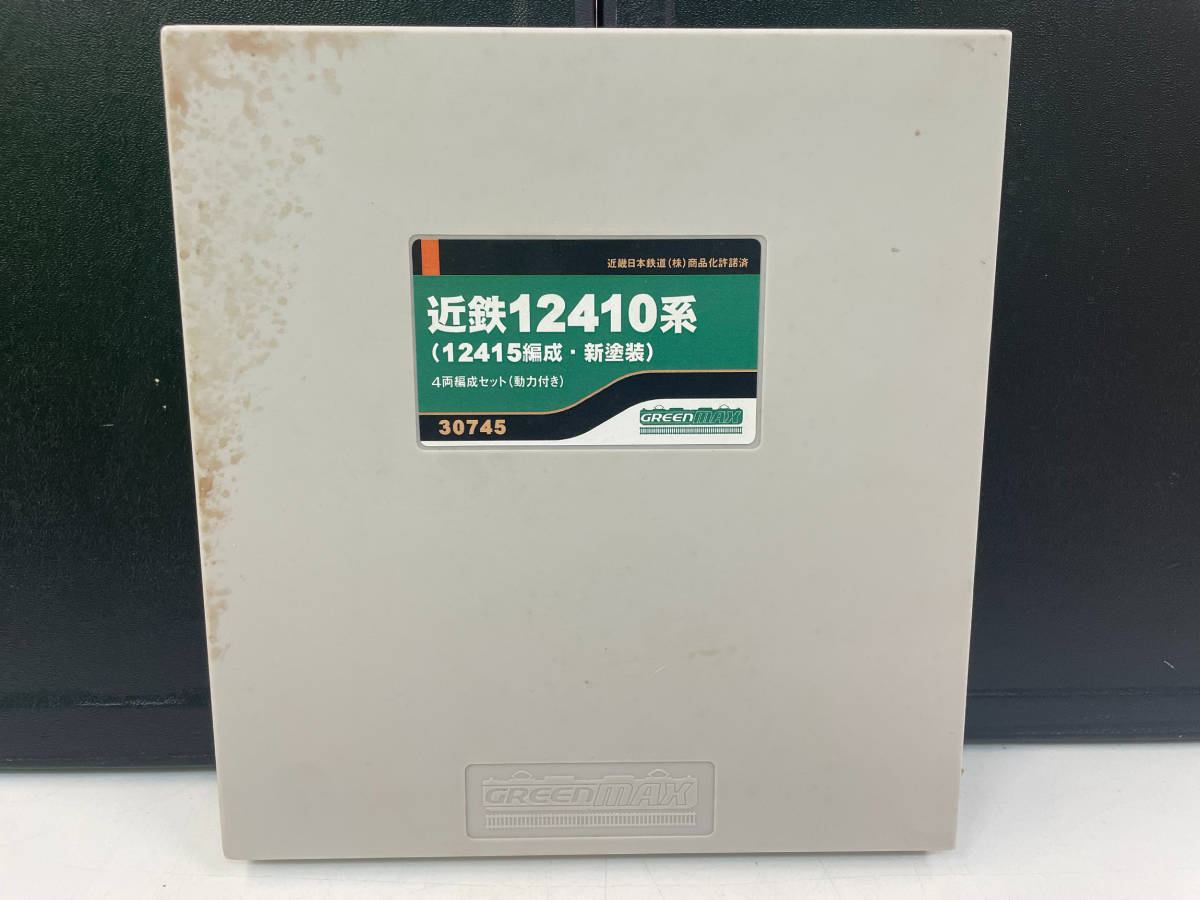 近畿日本鉄道(株)商品化許諾済
近鉄12410系
(12415編成・新塗装)
4両編成セット(動力付き)
30745
GREENMAX
GREENMAX